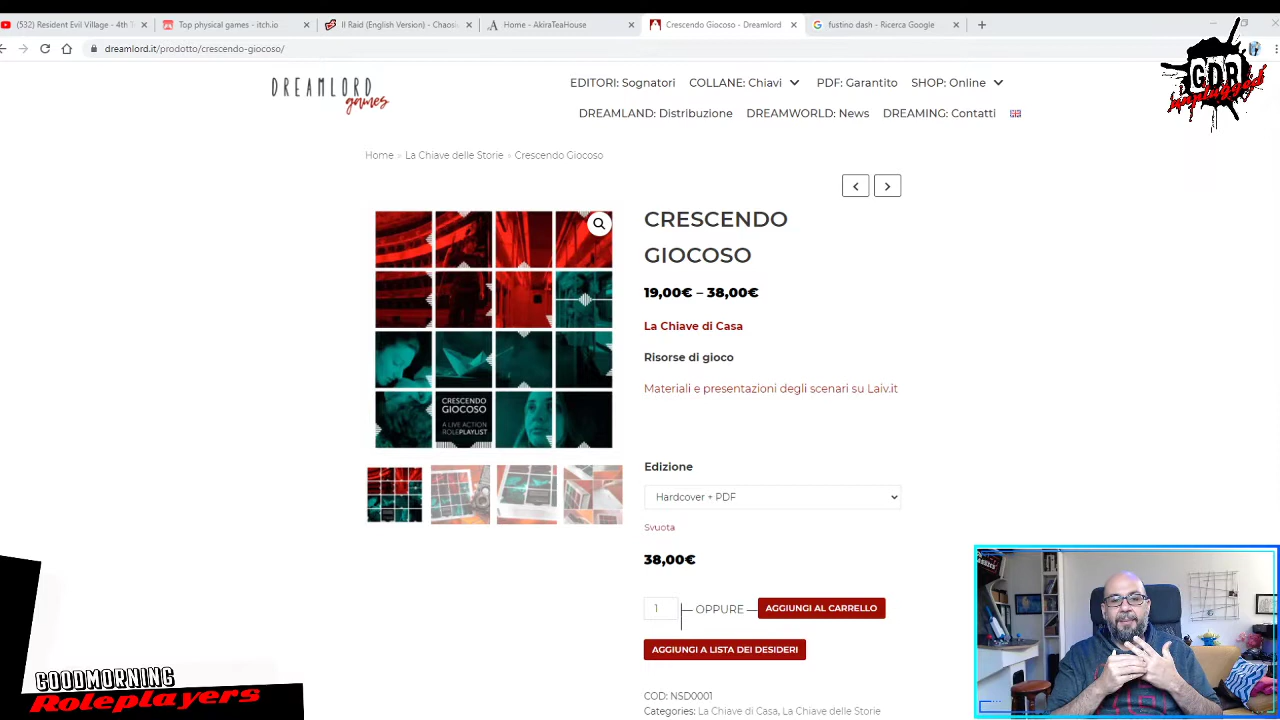 (532) Resident Evil Village - 4th
Top physical games - itch.io
Il Raid (English Version) - Chaosi
Home - AkiraTeaHouse
Crescendo Giocoso - Dreamlord
fustino dash - Ricerca Google
dreamlord.it/prodotto/crescendo-giocoso/
GDR
unplugged
DREAMLORD
games
EDITORI: Sognatori
COLLANE: Chiavi
PDF: Garantito
SHOP: Online
DREAMLAND: Distribuzione
DREAMWORLD: News
DREAMING: Contatti
Home » La Chiave delle Storie » Crescendo Giocoso
CRESCENDO
GIOCOSO
19,00€ – 38,00€
La Chiave di Casa
Risorse di gioco
Materiali e presentazioni degli scenari su Laiv.it
CRESCENDO
GIOCOSO
A LIVE ACTION
ROLEPLAYLIST
Edizione
Hardcover + PDF
Svuota
38,00€
1
OPPURE
AGGIUNGI AL CARRELLO
AGGIUNGI A LISTA DEI DESIDERI
COD: NSD0001
Categories: La Chiave di Casa, La Chiave delle Storie
GOODMORNING
Roleplayers